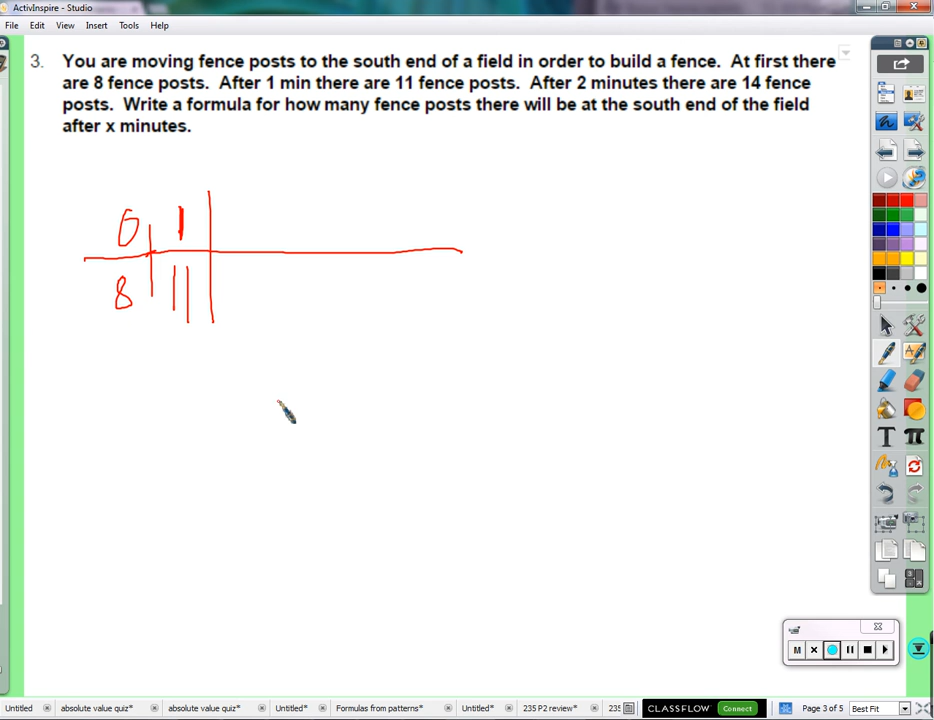 ActivInspire - Studio
File Edit View Insert Tools Help
3. You are moving fence posts to the south end of a field in order to build a fence. At first there
are 8 fence posts. After 1 min there are 11 fence posts. After 2 minutes there are 14 fence
posts. Write a formula for how many fence posts there will be at the south end of the field
after x minutes.
0 1
8 11
T π
M
Untitled absolute value quiz* absolute value quiz* Untitled* Formulas from patterns* Untitled* 235 P2 review* 235 CLASSFLOW Connect Page 3 of 5 Best Fit